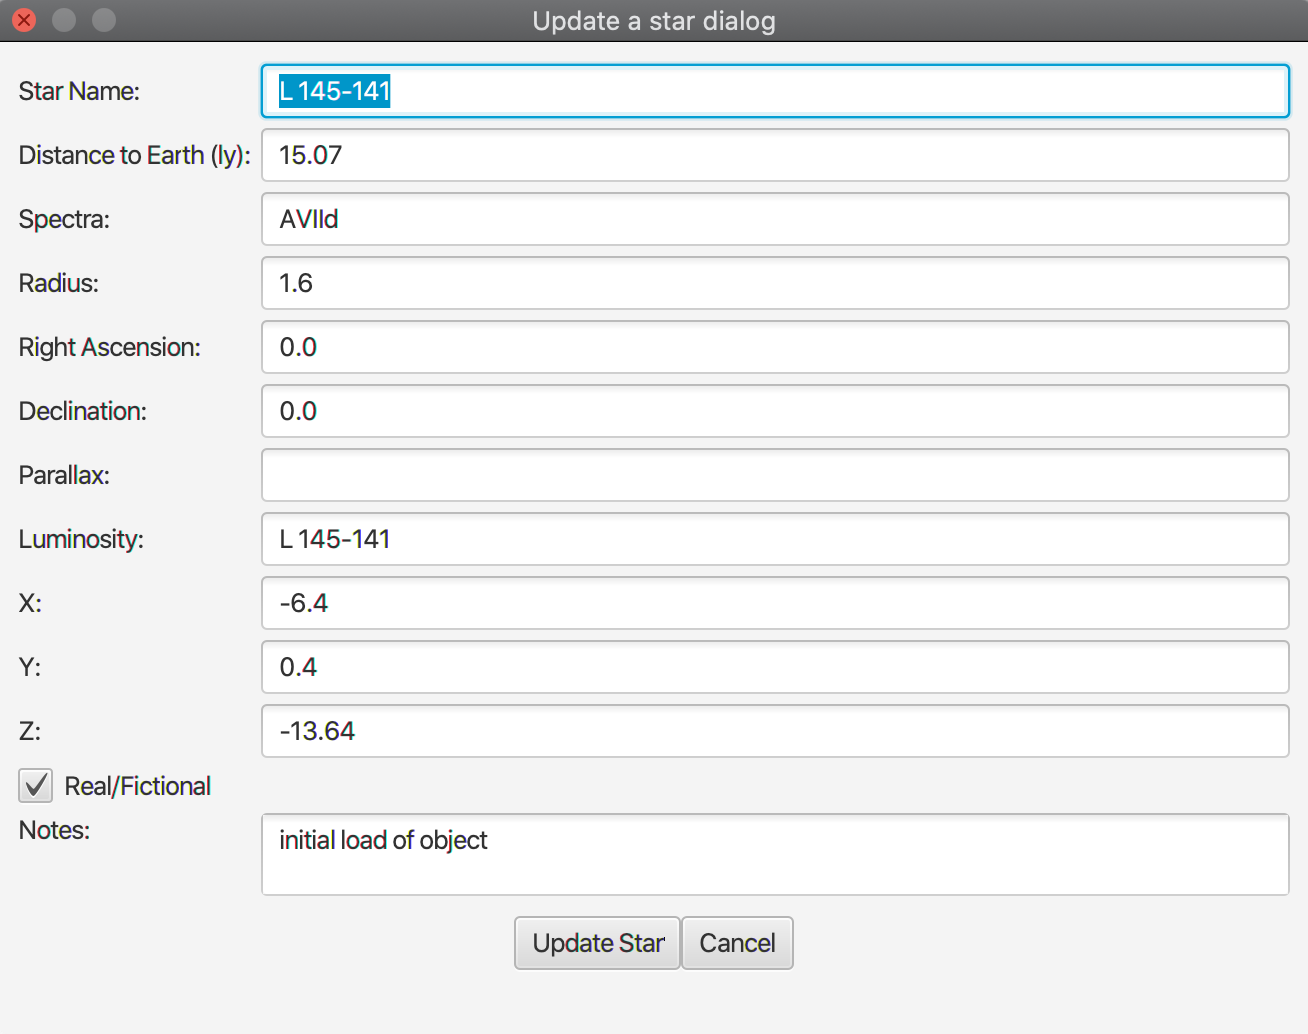 Update a star dialog
Star Name: L 145-141
Distance to Earth (ly): 15.07
Spectra: AVIId
Radius: 1.6
Right Ascension: 0.0
Declination: 0.0
Parallax:
Luminosity: L 145-141
X: -6.4
Y: 0.4
Z: -13.64
Real/Fictional
Notes: initial load of object
Update Star Cancel